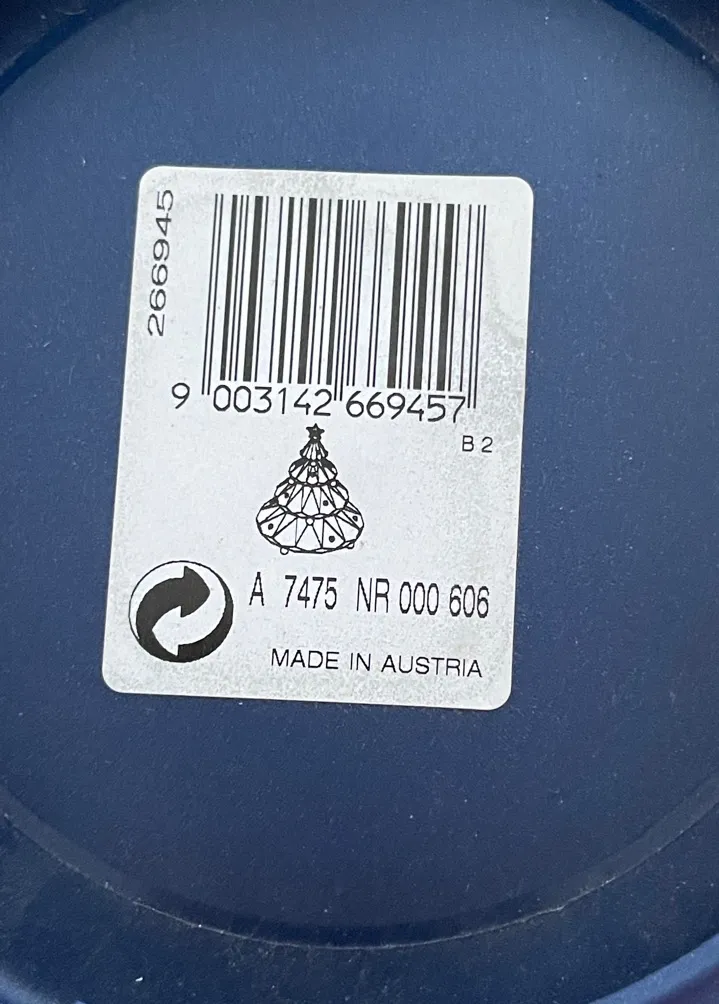 266945
9 003142 669457
B 2
A 7475 NR 000 606
MADE IN AUSTRIA